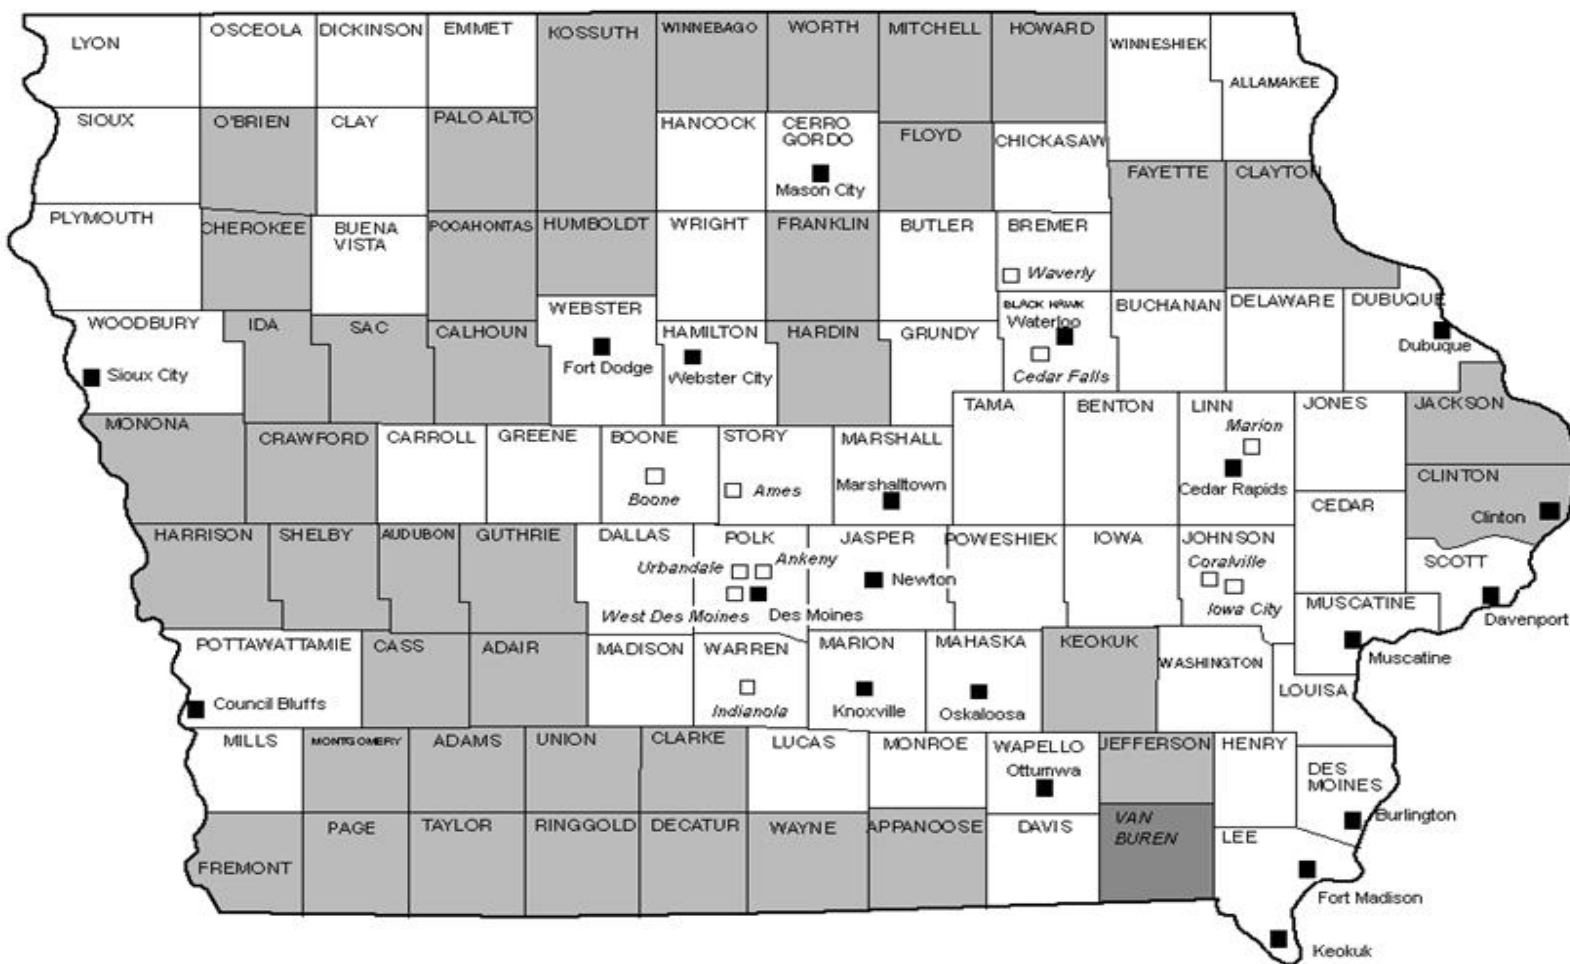 LYON
OSCEOLA
DICKINSON
EMMET
KOSSUTH
WINNEBAGO
WORTH
MITCHELL
HOWARD
WINNESHIEK
ALLAMAKEE
SIOUX
O'BRIEN
CLAY
PALO ALTO
HANCOCK
CERRO
GORDO
Mason City
FLOYD
CHICKASAW
FAYETTE
CLAYTON
PLYMOUTH
CHEROKEE
BUENA
VISTA
POCAHONTAS
HUMBOLDT
WRIGHT
FRANKLIN
BUTLER
BREMER
Waverly
WOODBURY
Sioux City
IDA
SAC
CALHOUN
WEBSTER
Fort Dodge
HAMILTON
Webster City
HARDIN
GRUNDY
BLACK HAWK
Waterloo
Cedar Falls
BUCHANAN
DELAWARE
DUBUQUE
Dubuque
MONONA
CRAWFORD
CARROLL
GREENE
BOONE
Boone
STORY
Ames
MARSHALL
Marshalltown
TAMA
BENTON
LINN
Marion
Cedar Rapids
JONES
JACKSON
CLINTON
Clinton
HARRISON
SHELBY
AUDUBON
GUTHRIE
DALLAS
POLK
Urbandale
Ankeny
West Des Moines
Des Moines
JASPER
Newton
POWESHIEK
IOWA
JOHNSON
Coralville
Iowa City
CEDAR
SCOTT
Davenport
MUSCATINE
Muscatine
POTTAWATTAMIE
Council Bluffs
CASS
ADAIR
MADISON
WARREN
Indianola
MARION
Knoxville
MAHASKA
Oskaloosa
KEOKUK
WASHINGTON
LOUISA
MILLS
MONTGOMERY
ADAMS
UNION
CLARKE
LUCAS
MONROE
WAPELLO
Ottumwa
JEFFERSON
HENRY
DES
MOINES
Burlington
FREMONT
PAGE
TAYLOR
RINGGOLD
DECATUR
WAYNE
APPANOOSE
DAVIS
VAN
BUREN
LEE
Fort Madison
Keokuk